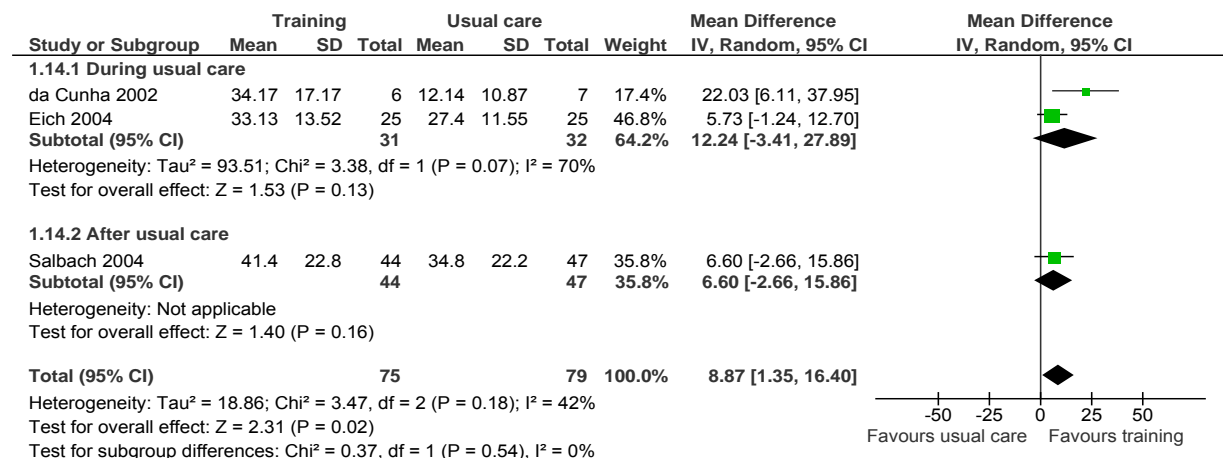 Training Usual care Mean Difference Mean Difference
Study or Subgroup Mean SD Total Mean SD Total Weight IV, Random, 95% CI IV, Random, 95% CI
1.14.1 During usual care
da Cunha 2002 34.17 17.17 6 12.14 10.87 7 17.4% 22.03 [6.11, 37.95]
Eich 2004 33.13 13.52 25 27.4 11.55 25 46.8% 5.73 [-1.24, 12.70]
Subtotal (95% CI) 31 32 64.2% 12.24 [-3.41, 27.89]
Heterogeneity: Tau² = 93.51; Chi² = 3.38, df = 1 (P = 0.07); I² = 70%
Test for overall effect: Z = 1.53 (P = 0.13)
1.14.2 After usual care
Salbach 2004 41.4 22.8 44 34.8 22.2 47 35.8% 6.60 [-2.66, 15.86]
Subtotal (95% CI) 44 47 35.8% 6.60 [-2.66, 15.86]
Heterogeneity: Not applicable
Test for overall effect: Z = 1.40 (P = 0.16)
Total (95% CI) 75 79 100.0% 8.87 [1.35, 16.40]
Heterogeneity: Tau² = 18.86; Chi² = 3.47, df = 2 (P = 0.18); I² = 42%
Test for overall effect: Z = 2.31 (P = 0.02)
Test for subgroup differences: Chi² = 0.37, df = 1 (P = 0.54), I² = 0%
-50 -25 0 25 50
Favours usual care Favours training